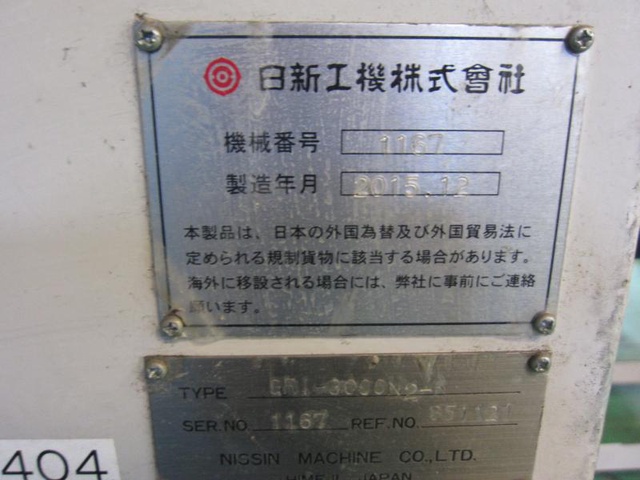 日新工機株式會社
機械番号 1167
製造年月 2015.12
本製品は、日本の外国為替及び外国貿易法に
定められる規制貨物に該当する場合があります。
海外に移設される場合には、弊社に事前にご連絡
願います。
TYPE
SER.NO. 1167 REF.NO.
NISSIN MACHINE CO.,LTD.
HIMEJI JAPAN
404